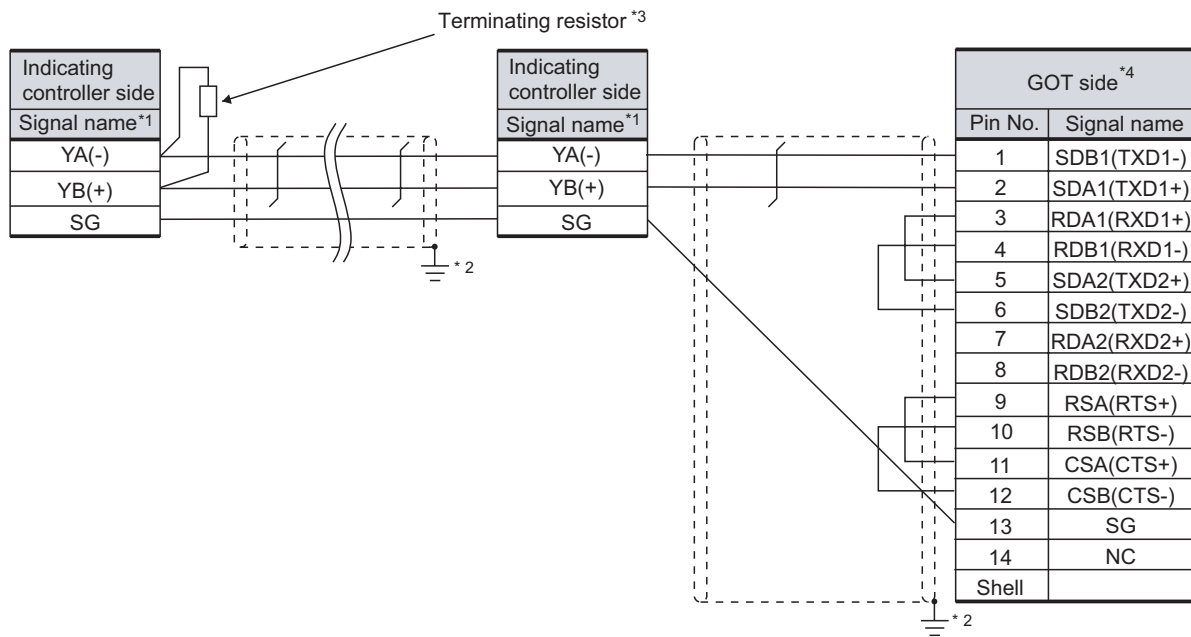 Terminating resistor *3
Indicating
controller side
Signal name*1
YA(-)
YB(+)
SG
* 2
Indicating
controller side
Signal name*1
YA(-)
YB(+)
SG
GOT side*4
Pin No. Signal name
1 SDB1(TXD1-)
2 SDA1(TXD1+)
3 RDA1(RXD1+)
4 RDB1(RXD1-)
5 SDA2(TXD2+)
6 SDB2(TXD2-)
7 RDA2(RXD2+)
8 RDB2(RXD2-)
9 RSA(RTS+)
10 RSB(RTS-)
11 CSA(CTS+)
12 CSB(CTS-)
13 SG
14 NC
Shell
* 2